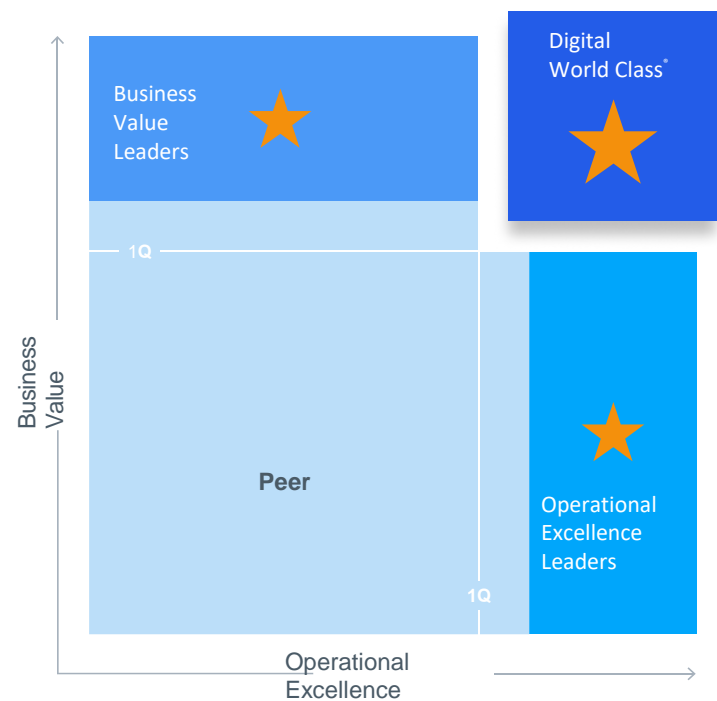 Digital
World Class®
Business
Value
Leaders
1Q
Business
Value
Peer
Operational
Excellence
Leaders
1Q
Operational
Excellence